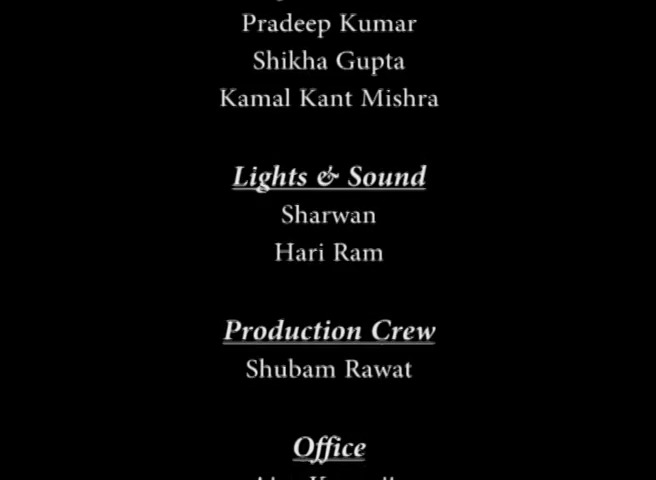 Pradeep Kumar
Shikha Gupta
Kamal Kant Mishra
Lights & Sound
Sharwan
Hari Ram
Production Crew
Shubam Rawat
Office